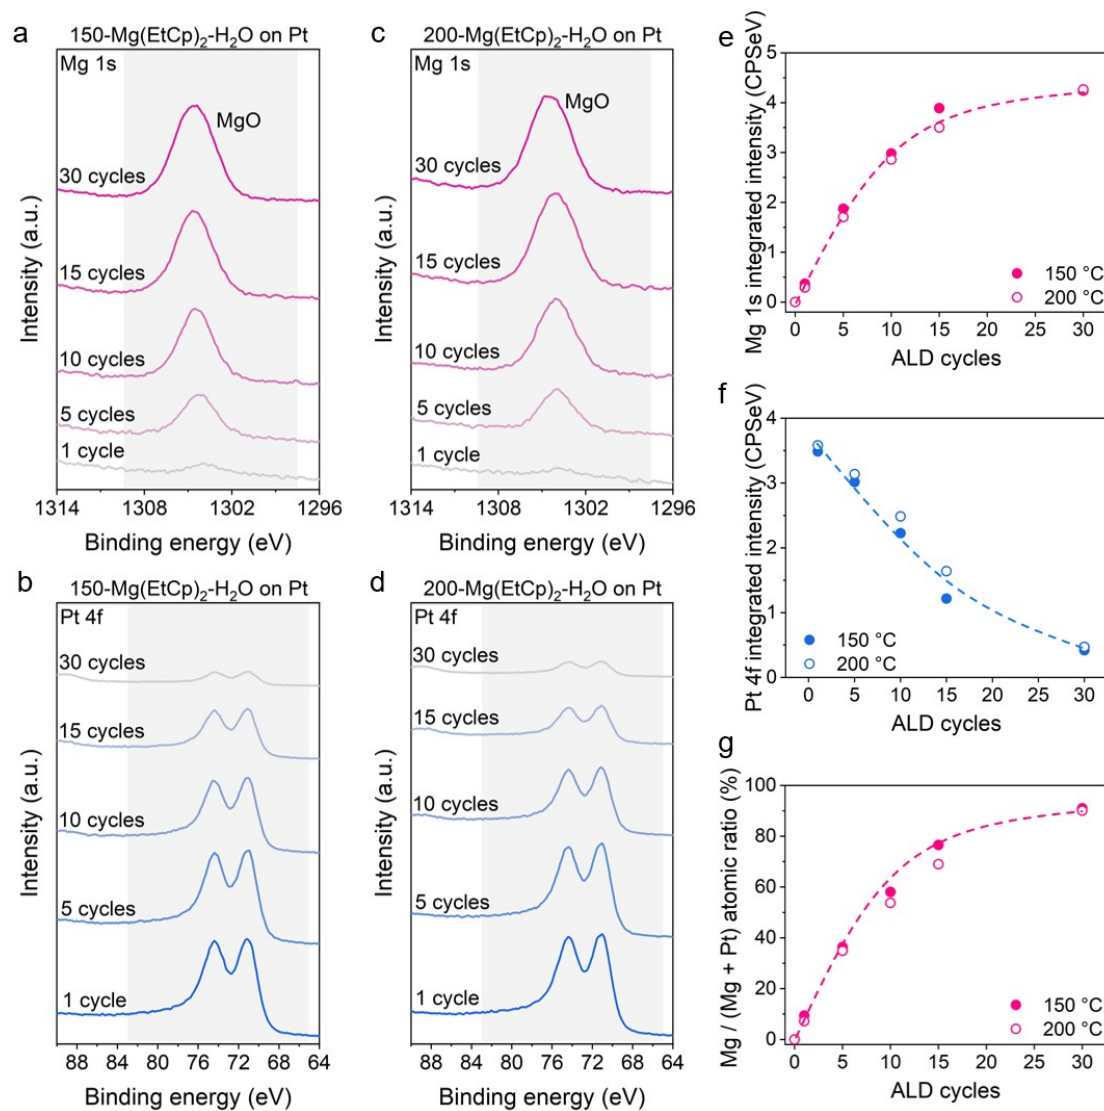 a
150-Mg(EtCp)₂-H₂O on Pt
Mg 1s
MgO
30 cycles
15 cycles
10 cycles
5 cycles
1 cycle
1314 1308 1302 1296
Binding energy (eV)
Intensity (a.u.)
c
200-Mg(EtCp)₂-H₂O on Pt
Mg 1s
MgO
30 cycles
15 cycles
10 cycles
5 cycles
1 cycle
1314 1308 1302 1296
Binding energy (eV)
Intensity (a.u.)
e
Mg 1s integrated intensity (CPSeV)
5
4
3
2
1
0
150 °C
200 °C
0 5 10 15 20 25 30
ALD cycles
b
150-Mg(EtCp)₂-H₂O on Pt
Pt 4f
30 cycles
15 cycles
10 cycles
5 cycles
1 cycle
88 84 80 76 72 68 64
Binding energy (eV)
Intensity (a.u.)
d
200-Mg(EtCp)₂-H₂O on Pt
Pt 4f
30 cycles
15 cycles
10 cycles
5 cycles
1 cycle
88 84 80 76 72 68 64
Binding energy (eV)
Intensity (a.u.)
f
Pt 4f integrated intensity (CPSeV)
4
3
2
1
0
150 °C
200 °C
0 5 10 15 20 25 30
ALD cycles
g
Mg / (Mg + Pt) atomic ratio (%)
100
80
60
40
20
0
150 °C
200 °C
0 5 10 15 20 25 30
ALD cycles